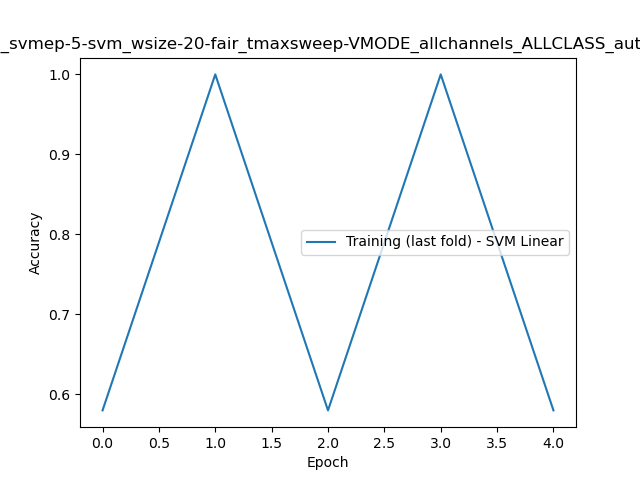 _svmep-5-svm_wsize-20-fair_tmaxsweep-VMODE_allchannels_ALLCLASS_aut
1.0
0.9
0.8
0.7
0.6
Accuracy
Training (last fold) - SVM Linear
0.0 0.5 1.0 1.5 2.0 2.5 3.0 3.5 4.0
Epoch